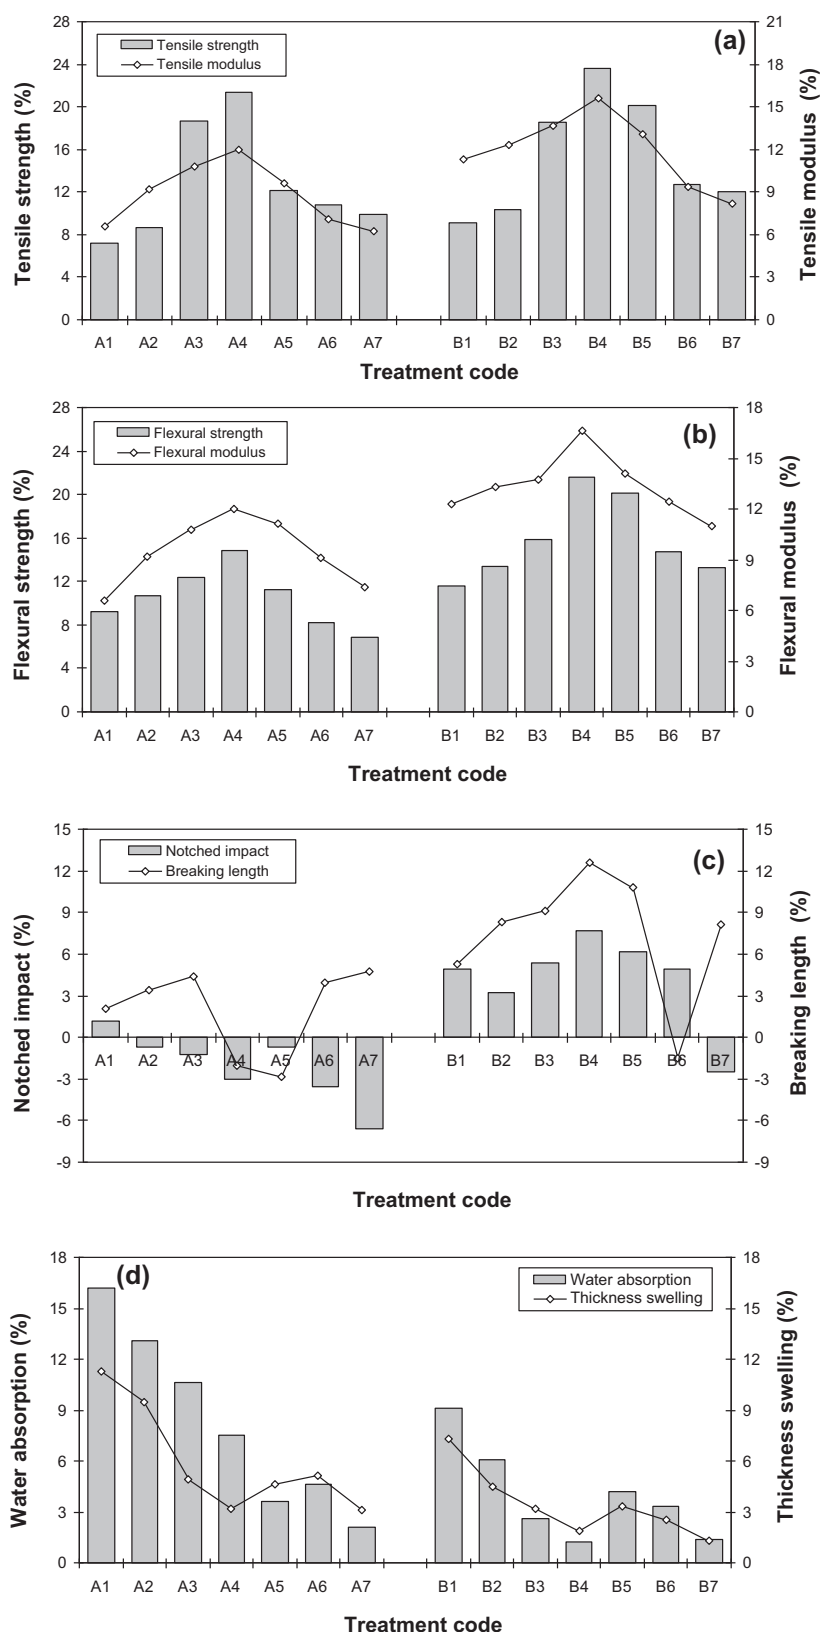 (a)
Tensile strength
Tensile modulus
Tensile strength (%)
28
24
20
16
12
8
4
0
21
18
15
12
9
6
3
0
Tensile modulus (%)
A1 A2 A3 A4 A5 A6 A7 B1 B2 B3 B4 B5 B6 B7
Treatment code
(b)
Flexural strength
Flexural modulus
Flexural strength (%)
28
24
20
16
12
8
4
0
18
15
12
9
6
3
0
Flexural modulus (%)
A1 A2 A3 A4 A5 A6 A7 B1 B2 B3 B4 B5 B6 B7
Treatment code
(c)
Notched impact
Breaking length
Notched impact (%)
15
12
9
6
3
0
-3
-6
-9
15
12
9
6
3
0
-3
-6
-9
Breaking length (%)
A1 A2 A3 A4 A5 A6 A7 B1 B2 B3 B4 B5 B6 B7
Treatment code
(d)
Water absorption
Thickness swelling
Water absorption (%)
18
15
12
9
6
3
0
18
15
12
9
6
3
0
Thickness swelling (%)
A1 A2 A3 A4 A5 A6 A7 B1 B2 B3 B4 B5 B6 B7
Treatment code